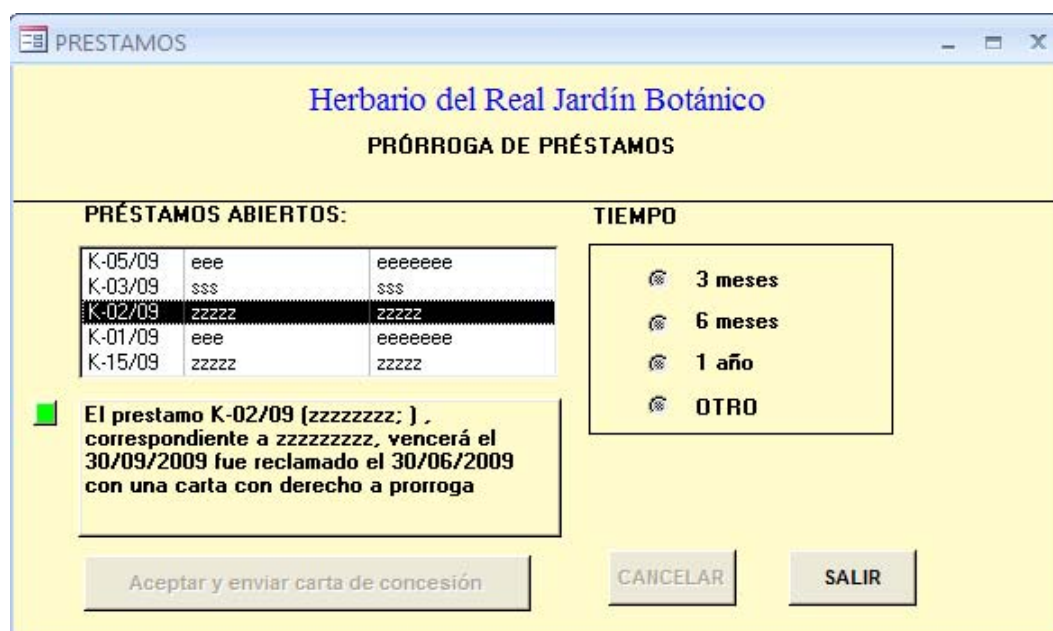 PRESTAMOS
Herbario del Real Jardín Botánico
PRÓRROGA DE PRÉSTAMOS
PRÉSTAMOS ABIERTOS:
K-05/09 eee eeeeeee
K-03/09 sss sss
K-02/09 zzzzz zzzzz
K-01/09 eee eeeeeee
K-15/09 zzzzz zzzzz
El prestamo K-02/09 (zzzzzzzz; ) ,
correspondiente a zzzzzzzzz, vencerá el
30/09/2009 fue reclamado el 30/06/2009
con una carta con derecho a prorroga
TIEMPO
3 meses
6 meses
1 año
OTRO
Aceptar y enviar carta de concesión
CANCELAR
SALIR